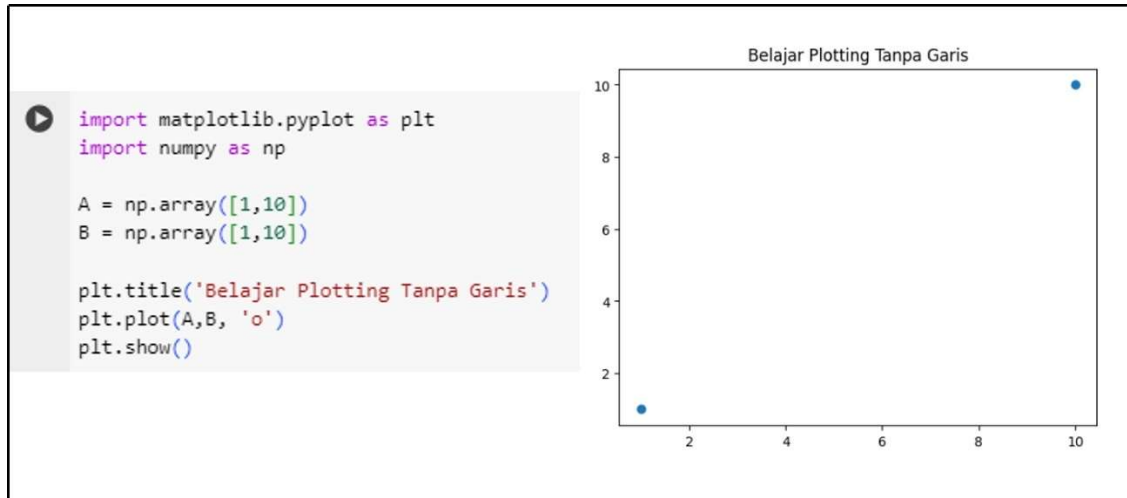 import matplotlib.pyplot as plt
import numpy as np
A = np.array([1,10])
B = np.array([1,10])
plt.title('Belajar Plotting Tanpa Garis')
plt.plot(A,B, 'o')
plt.show()
Belajar Plotting Tanpa Garis
10
8
6
4
2
2 4 6 8 10